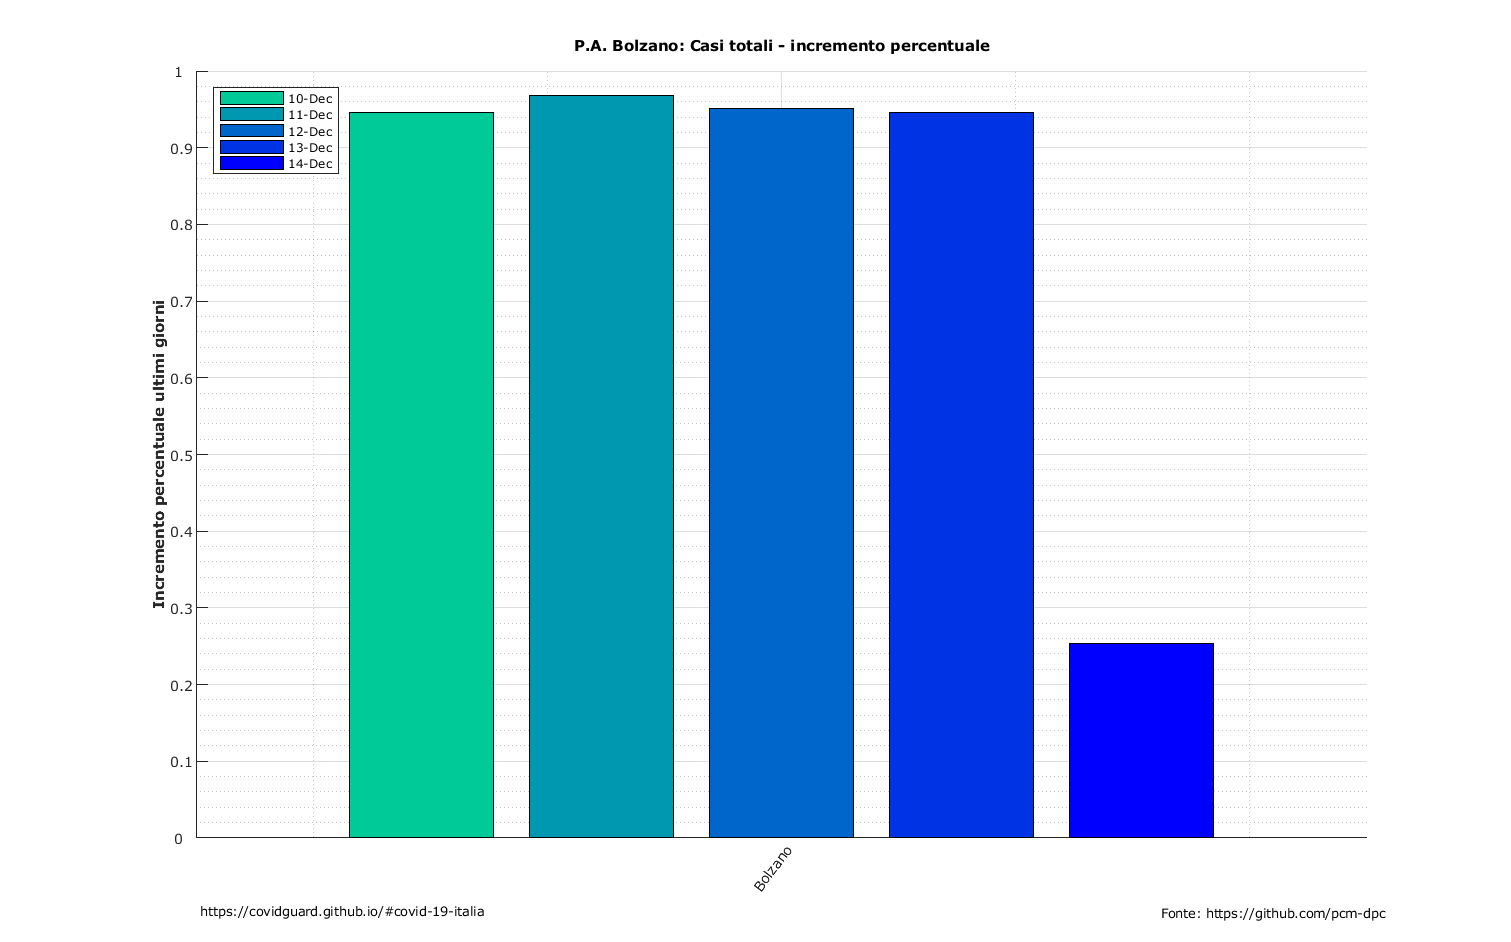 P.A. Bolzano: Casi totali - incremento percentuale
10-Dec
11-Dec
12-Dec
13-Dec
14-Dec
Incremento percentuale ultimi giorni
1
0.9
0.8
0.7
0.6
0.5
0.4
0.3
0.2
0.1
0
Bolzano
https://covidguard.github.io/#covid-19-italia
Fonte: https://github.com/pcm-dpc